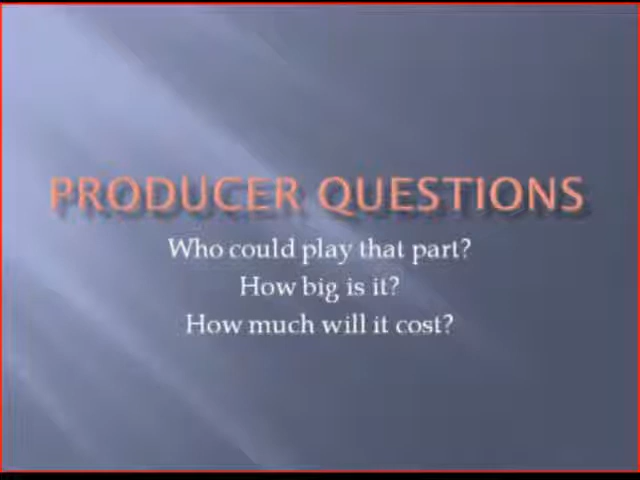 PRODUCER QUESTIONS
Who could play that part?
How big is it?
How much will it cost?